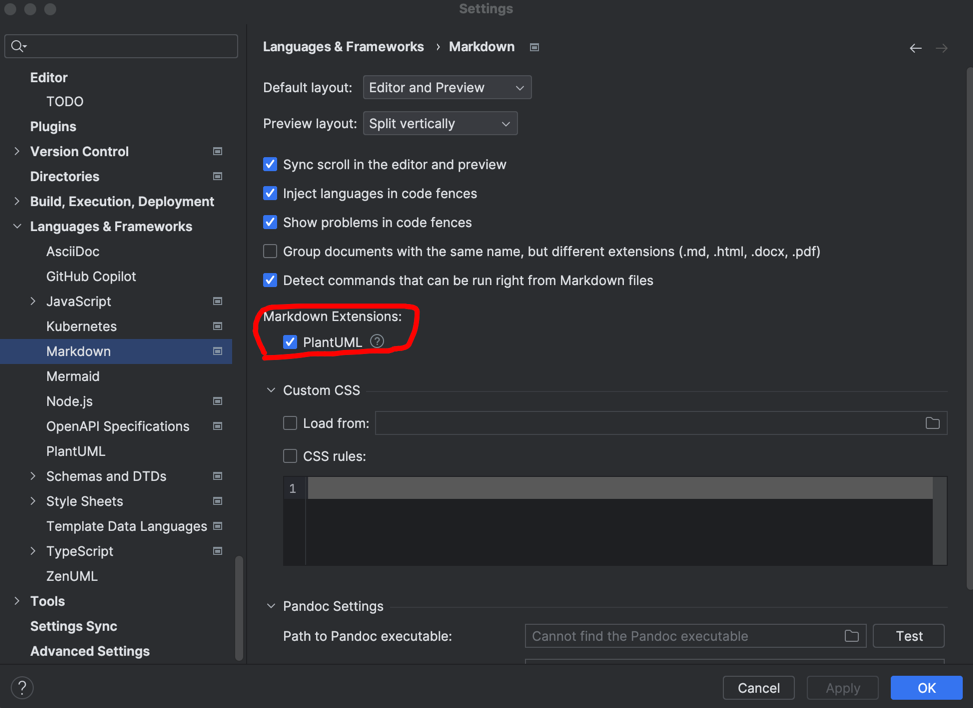 Settings
Editor
TODO
Plugins
Version Control
Directories
Build, Execution, Deployment
Languages & Frameworks
AsciiDoc
GitHub Copilot
JavaScript
Kubernetes
Markdown
Mermaid
Node.js
OpenAPI Specifications
PlantUML
Schemas and DTDs
Style Sheets
Template Data Languages
TypeScript
ZenUML
Tools
Settings Sync
Advanced Settings
?
Languages & Frameworks › Markdown
Default layout: Editor and Preview
Preview layout: Split vertically
Sync scroll in the editor and preview
Inject languages in code fences
Show problems in code fences
Group documents with the same name, but different extensions (.md, .html, .docx, .pdf)
Detect commands that can be run right from Markdown files
Markdown Extensions:
PlantUML ?
Custom CSS
Load from:
CSS rules:
1
Pandoc Settings
Path to Pandoc executable: Cannot find the Pandoc executable Test
Cancel Apply OK